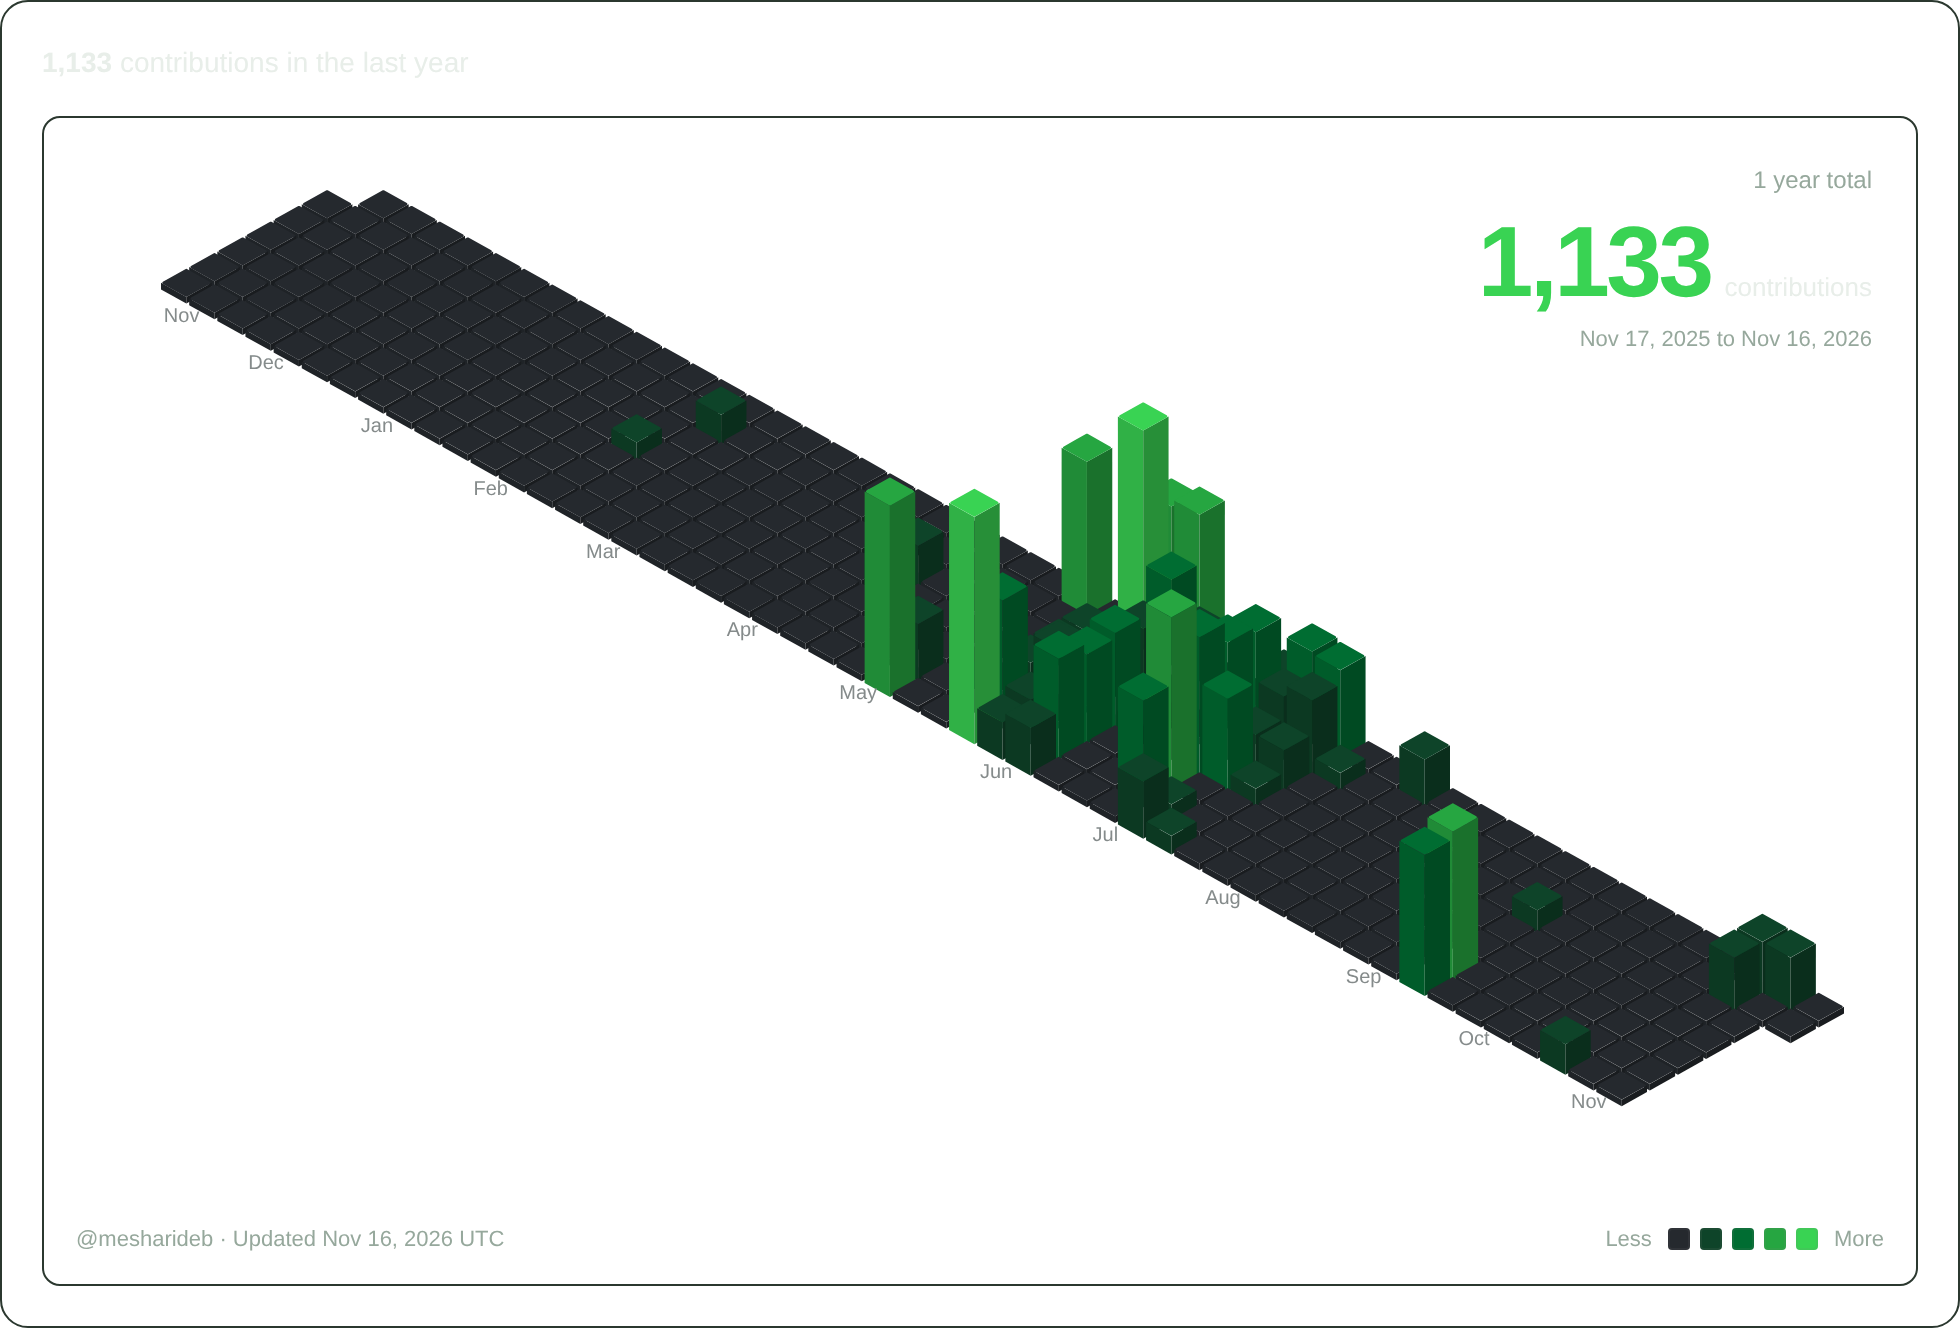 1,133 contributions in the last year
1 year total
1,133 contributions
Nov 17, 2025 to Nov 16, 2026
Nov
Dec
Jan
Feb
Mar
Apr
May
Jun
Jul
Aug
Sep
Oct
Nov
@mesharideb · Updated Nov 16, 2026 UTC
Less More